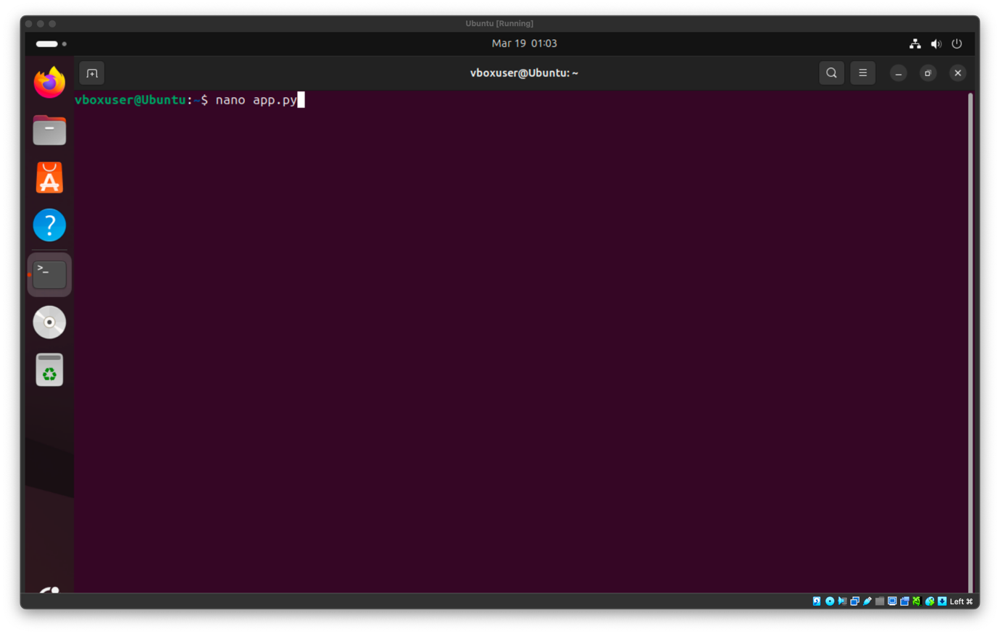 Ubuntu [Running]
Mar 19 01:03
vboxuser@Ubuntu: ~
vboxuser@Ubuntu:~$ nano app.py
Left ⌘